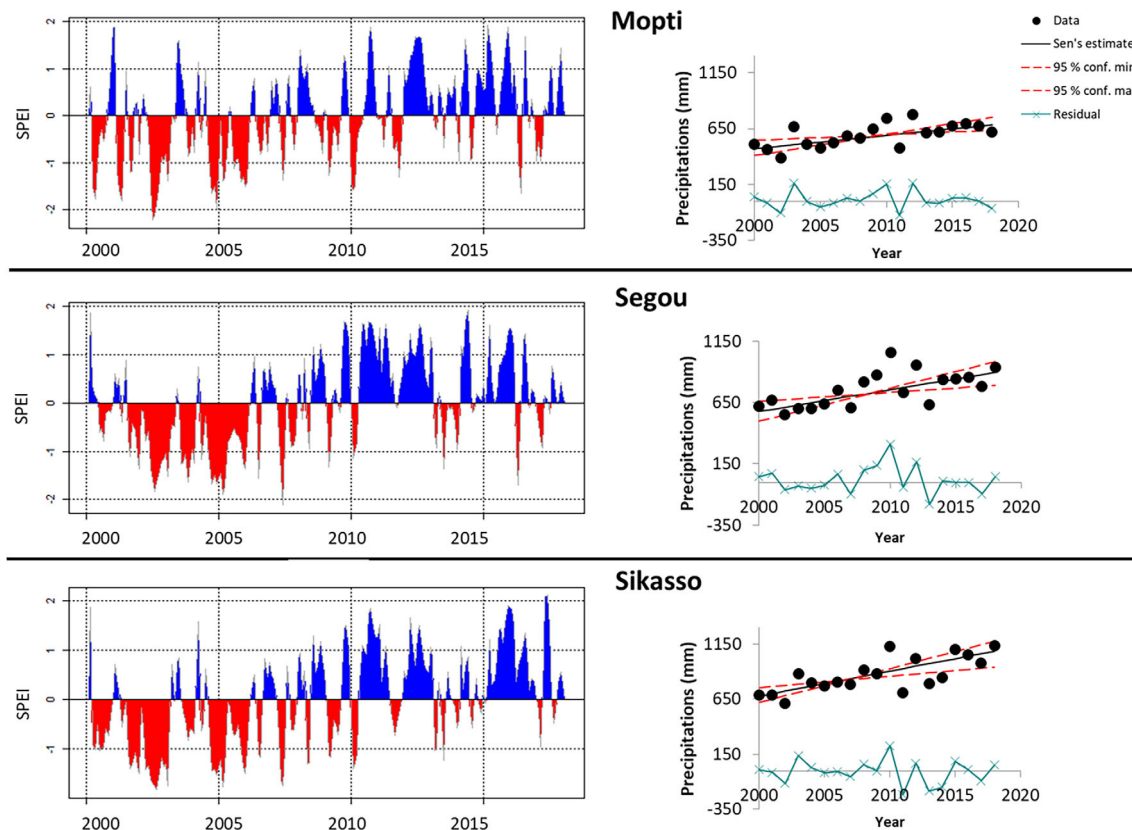 Mopti
SPEI
2
1
0
-1
-2
2000 2005 2010 2015
Precipitations (mm)
1150
650
150
-350
2000 2005 2010 2015 2020
Year
Data
Sen's estimate
95 % conf. min
95 % conf. ma
Residual
Segou
SPEI
2
1
0
-1
-2
2000 2005 2010 2015
Precipitations (mm)
1150
650
150
-350
2000 2005 2010 2015 2020
Year
Sikasso
SPEI
2
1
0
-1
2000 2005 2010 2015
Precipitations (mm)
1150
650
150
-350
2000 2005 2010 2015 2020
Year